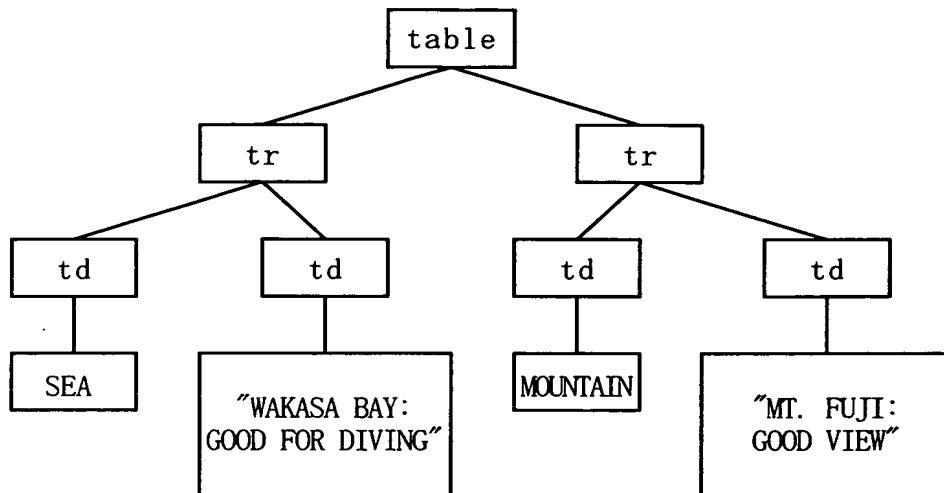 table
tr
tr
td
td
td
td
SEA
"WAKASA BAY:
GOOD FOR DIVING"
MOUNTAIN
"MT. FUJI:
GOOD VIEW"